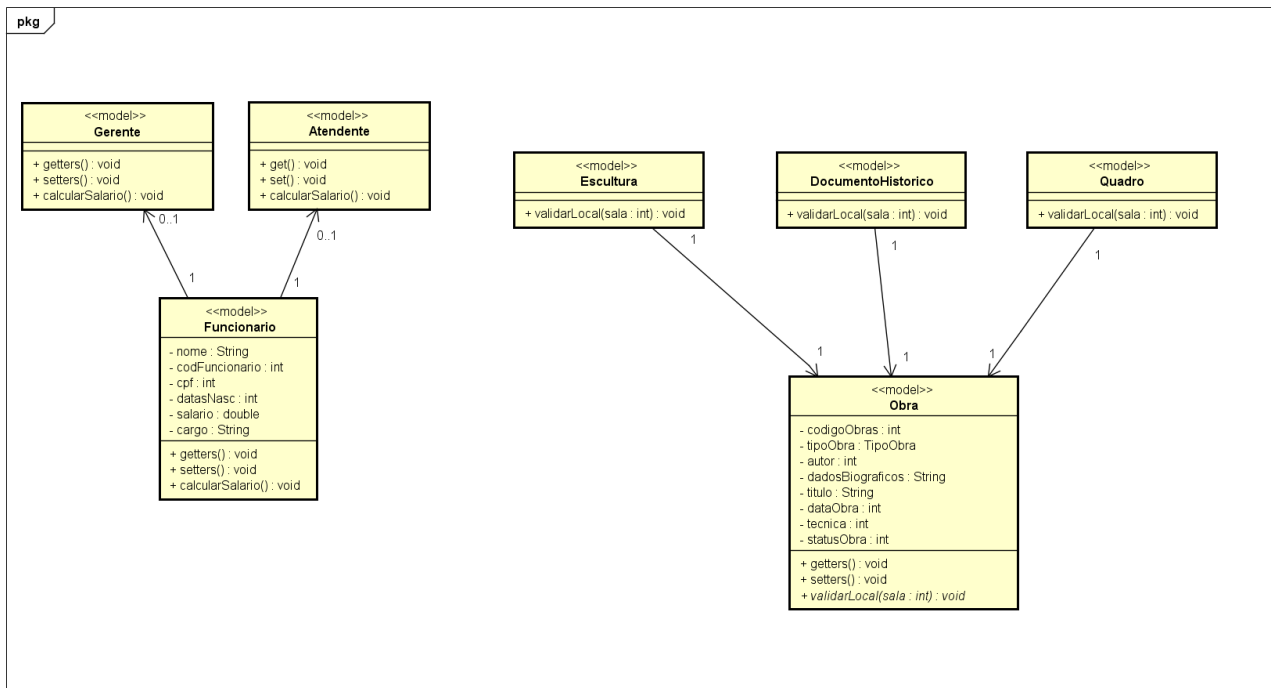 pkg
<<model>>
Gerente
+ getters() : void
+ setters() : void
+ calcularSalario() : void
<<model>>
Atendente
+ get() : void
+ set() : void
+ calcularSalario() : void
0..1
0..1
1
1
<<model>>
Funcionario
- nome : String
- codFuncionario : int
- cpf : int
- datasNasc : int
- salario : double
- cargo : String
+ getters() : void
+ setters() : void
+ calcularSalario() : void
<<model>>
Escultura
+ validarLocal(sala : int) : void
<<model>>
DocumentoHistorico
+ validarLocal(sala : int) : void
<<model>>
Quadro
+ validarLocal(sala : int) : void
1
1
1
1
1
1
<<model>>
Obra
- codigoObras : int
- tipoObra : TipoObra
- autor : int
- dadosBiograficos : String
- titulo : String
- dataObra : int
- tecnica : int
- statusObra : int
+ getters() : void
+ setters() : void
+ validarLocal(sala : int) : void